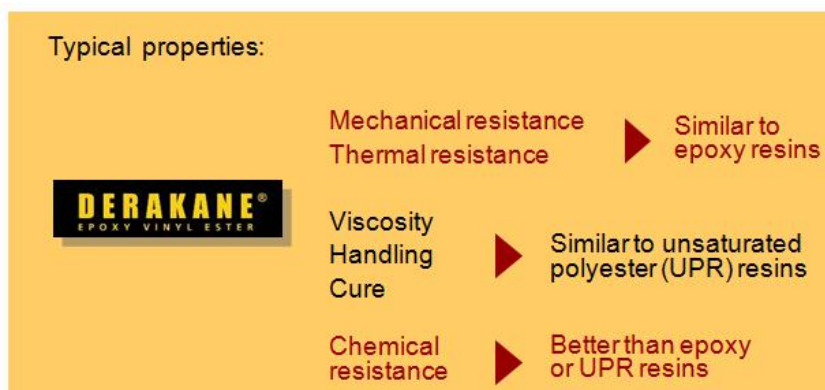 Typical properties:
Mechanical resistance
Thermal resistance
Similar to
epoxy resins
DERAKANE®
EPOXY VINYL ESTER
Viscosity
Handling
Cure
Similar to unsaturated
polyester (UPR) resins
Chemical
resistance
Better than epoxy
or UPR resins